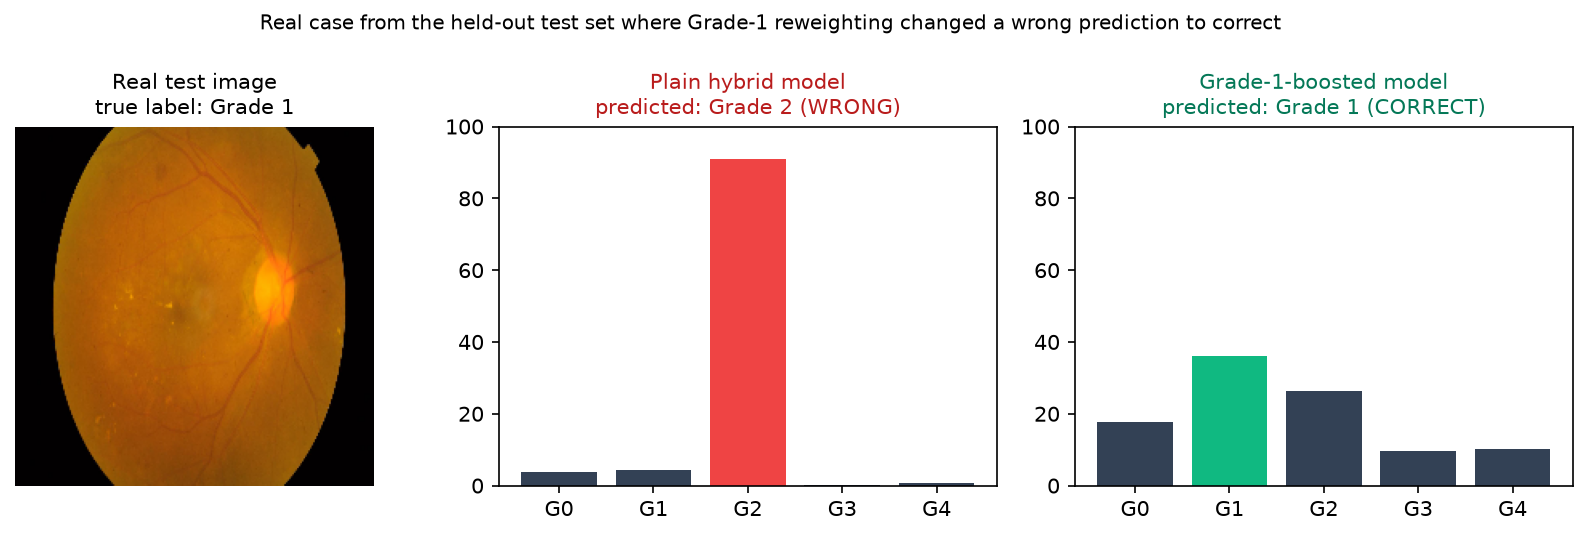 Real case from the held-out test set where Grade-1 reweighting changed a wrong prediction to correct
Real test image
true label: Grade 1
Plain hybrid model
predicted: Grade 2 (WRONG)
100
80
60
40
20
0
G0 G1 G2 G3 G4
Grade-1-boosted model
predicted: Grade 1 (CORRECT)
100
80
60
40
20
0
G0 G1 G2 G3 G4